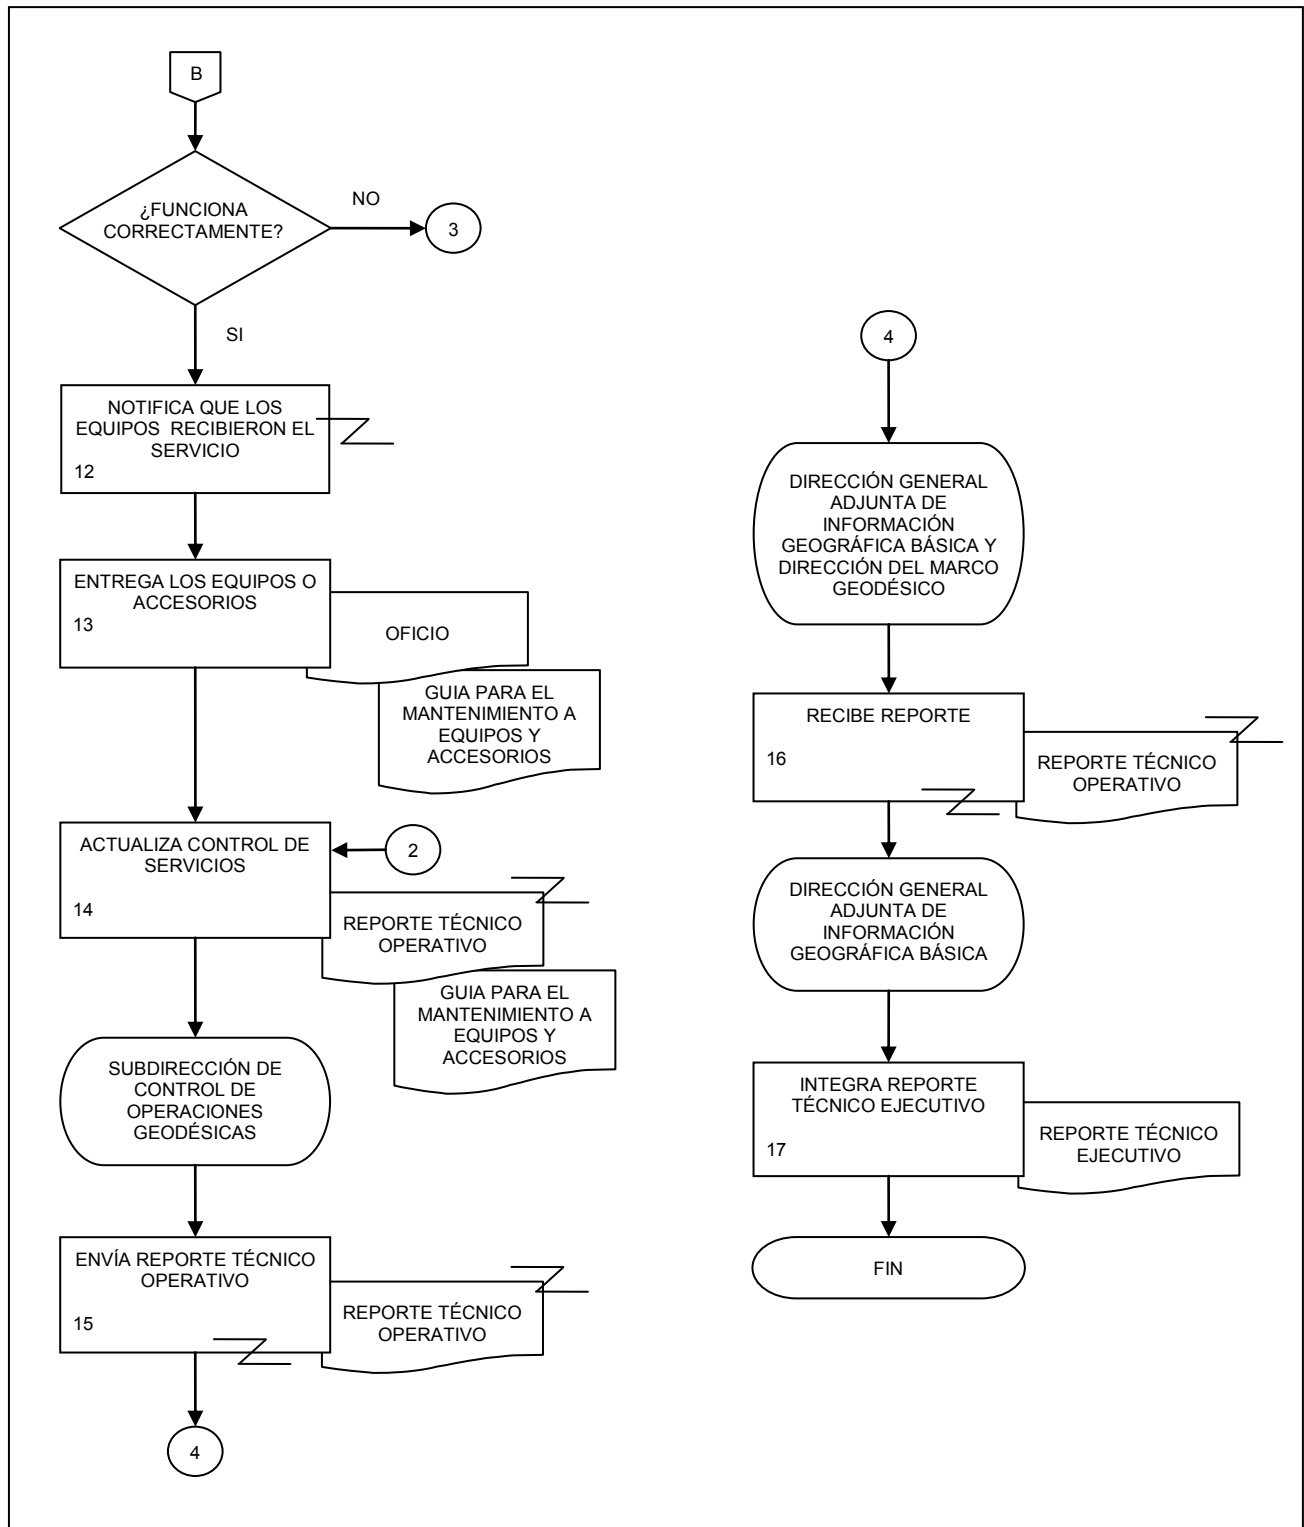 B
¿FUNCIONA
CORRECTAMENTE?
NO
3
SI
NOTIFICA QUE LOS
EQUIPOS RECIBIERON EL
SERVICIO
12
ENTREGA LOS EQUIPOS O
ACCESORIOS
13
OFICIO
GUIA PARA EL
MANTENIMIENTO A
EQUIPOS Y
ACCESORIOS
ACTUALIZA CONTROL DE
SERVICIOS
14
2
REPORTE TÉCNICO
OPERATIVO
GUIA PARA EL
MANTENIMIENTO A
EQUIPOS Y
ACCESORIOS
SUBDIRECCIÓN DE
CONTROL DE
OPERACIONES
GEODÉSICAS
ENVÍA REPORTE TÉCNICO
OPERATIVO
15
REPORTE TÉCNICO
OPERATIVO
4
4
DIRECCIÓN GENERAL
ADJUNTA DE
INFORMACIÓN
GEOGRÁFICA BÁSICA Y
DIRECCIÓN DEL MARCO
GEODÉSICO
RECIBE REPORTE
16
REPORTE TÉCNICO
OPERATIVO
DIRECCIÓN GENERAL
ADJUNTA DE
INFORMACIÓN
GEOGRÁFICA BÁSICA
INTEGRA REPORTE
TÉCNICO EJECUTIVO
17
REPORTE TÉCNICO
EJECUTIVO
FIN